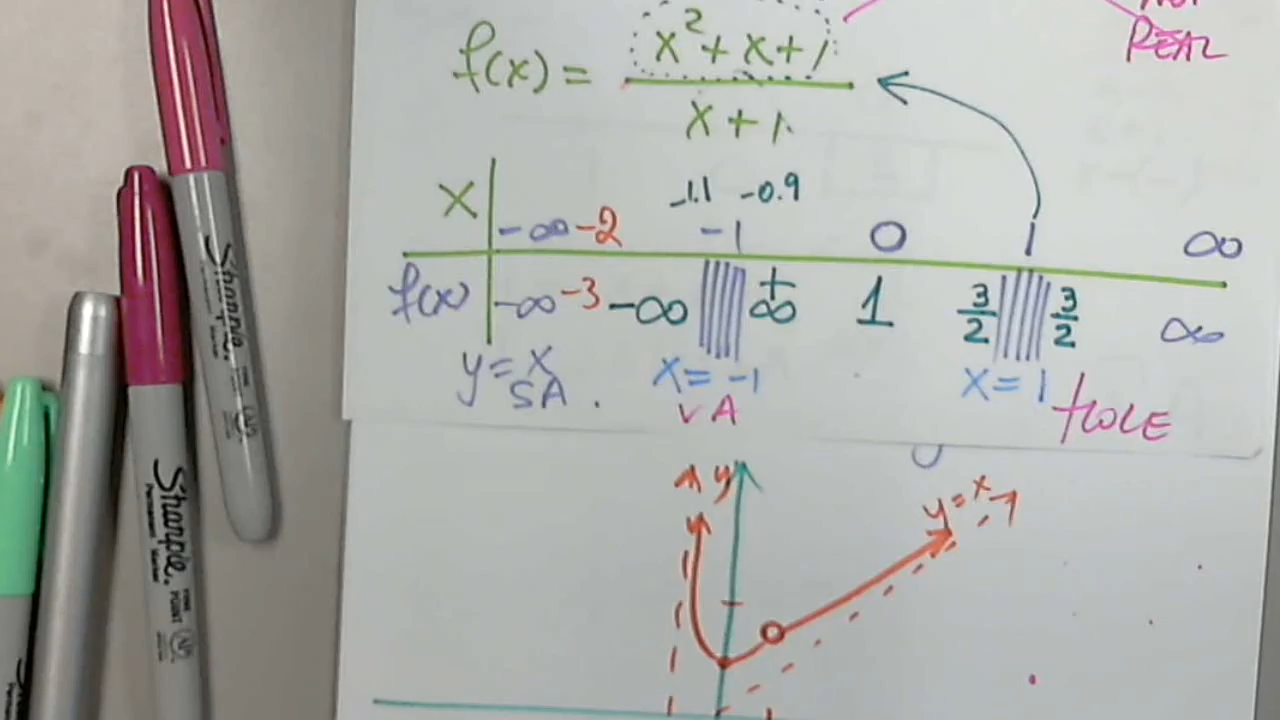 NOT
REAL
f(x) = x² + x + 1
x + 1
-1.1 -0.9
x -∞ -2 -1 0 1 ∞
f(x) -∞ -3 -∞ +∞ 1 3/2 3/2 ∞
y = x x = -1 x = 1
SA. VA HOLE
y
y = x
Sharpie.
Sharpie.